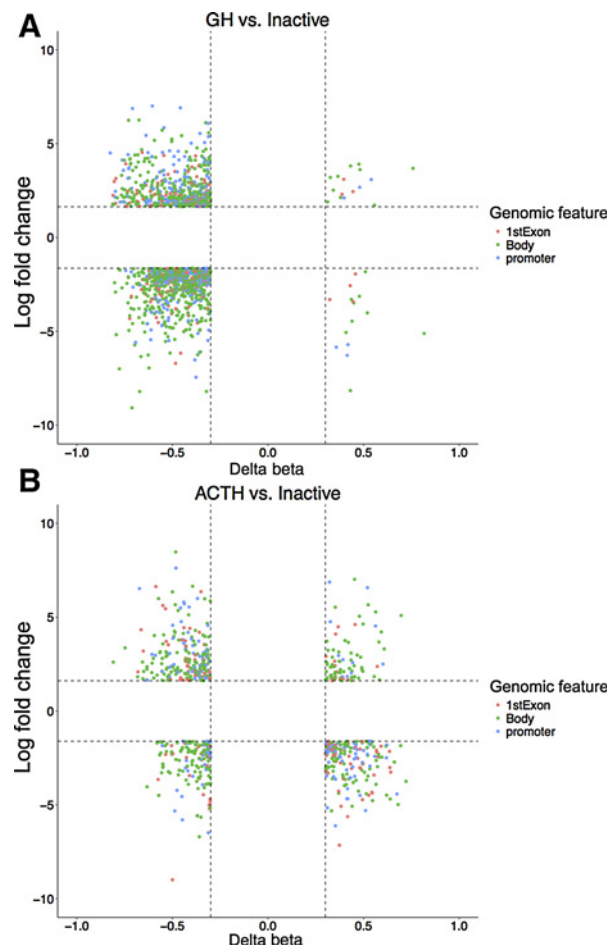 A
GH vs. Inactive
10
5
0
−5
−10
Log fold change
−1.0 −0.5 0.0 0.5 1.0
Delta beta
Genomic feature
1stExon
Body
promoter
B
ACTH vs. Inactive
10
5
0
−5
−10
Log fold change
−1.0 −0.5 0.0 0.5 1.0
Delta beta
Genomic feature
1stExon
Body
promoter